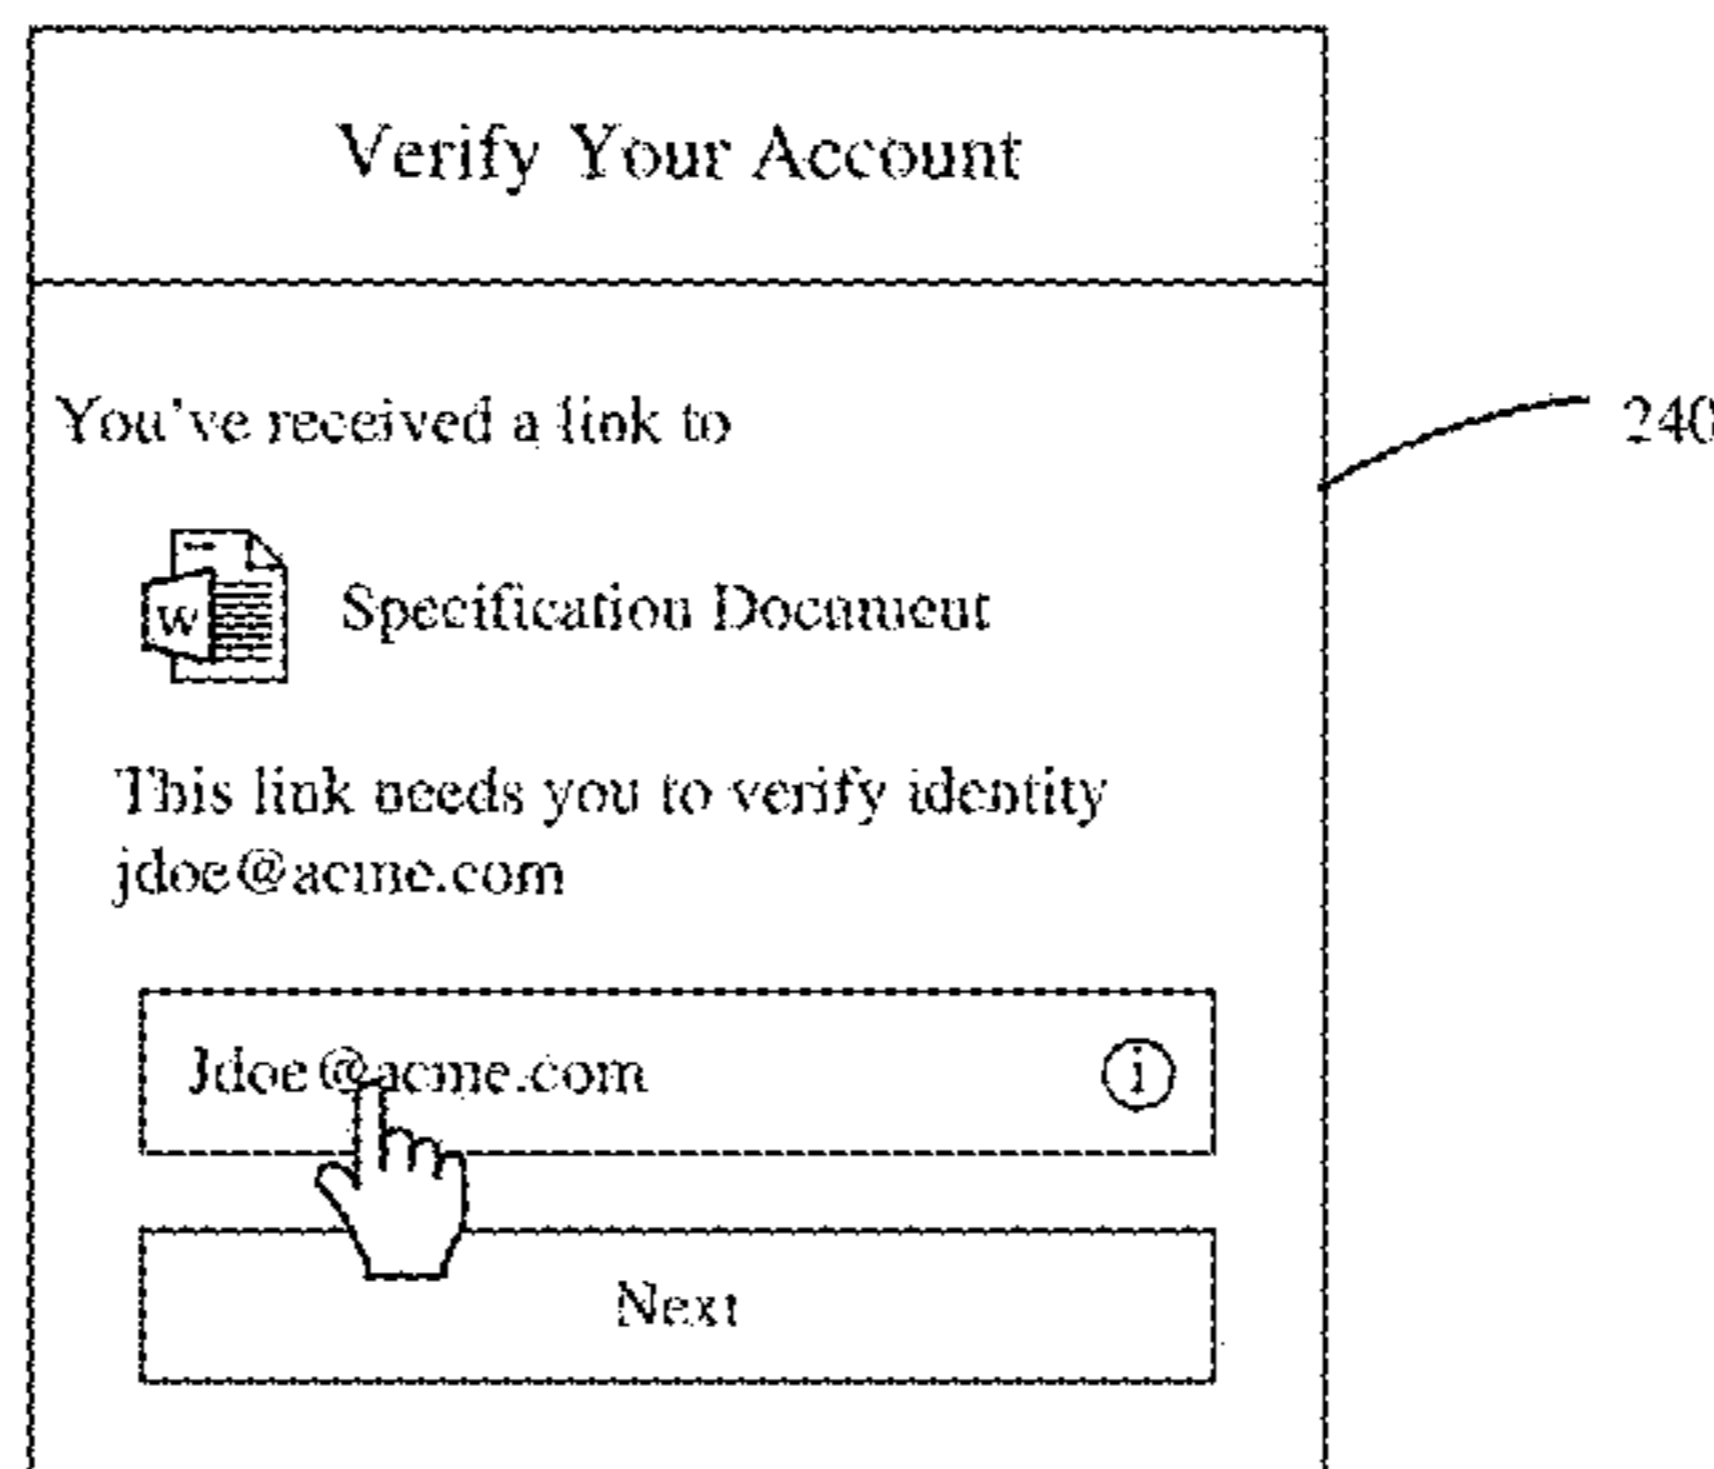 Verify Your Account
You've received a link to
240
W
Specification Document
This link needs you to verify identity
jdoe@acme.com
Jdoe@acme.com
i
Next